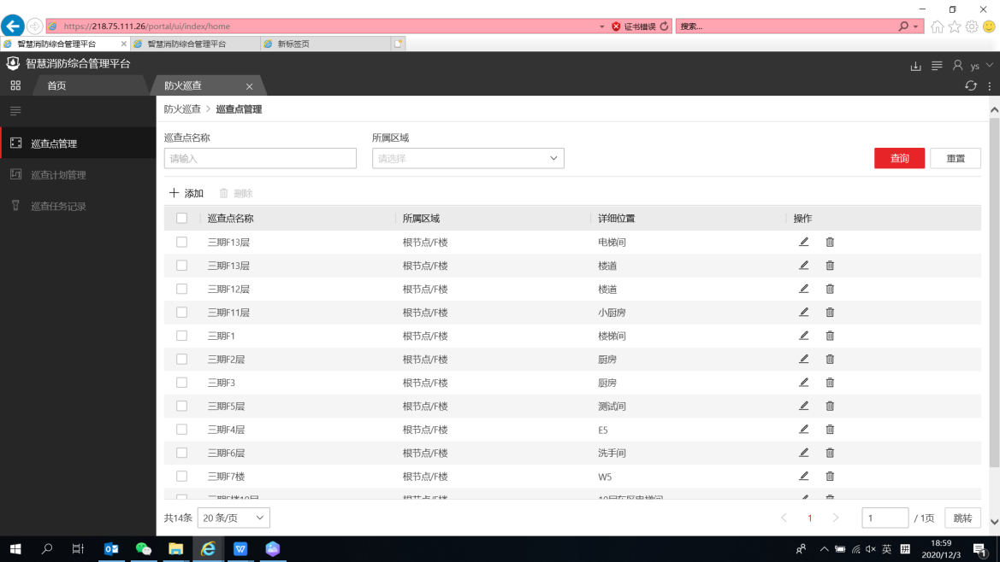 https://218.75.111.26/portal/ui/index/home
证书错误
搜索...
智慧消防综合管理平台
智慧消防综合管理平台
新标签页
智慧消防综合管理平台
ys
首页
防火巡查
防火巡查 > 巡查点管理
巡查点管理
巡查计划管理
巡查任务记录
巡查点名称 所属区域
请输入 请选择 查询 重置
添加 删除
巡查点名称 所属区域 详细位置 操作
三期F13层 根节点/F楼 电梯间
三期F13层 根节点/F楼 楼道
三期F12层 根节点/F楼 楼道
三期F11层 根节点/F楼 小厨房
三期F1 根节点/F楼 楼梯间
三期F2层 根节点/F楼 厨房
三期F3 根节点/F楼 厨房
三期F5层 根节点/F楼 测试间
三期F4层 根节点/F楼 E5
三期F6层 根节点/F楼 洗手间
三期F7楼 根节点/F楼 W5
共14条 20 条/页 1 1 / 1页 跳转
英
18:59
2020/12/3